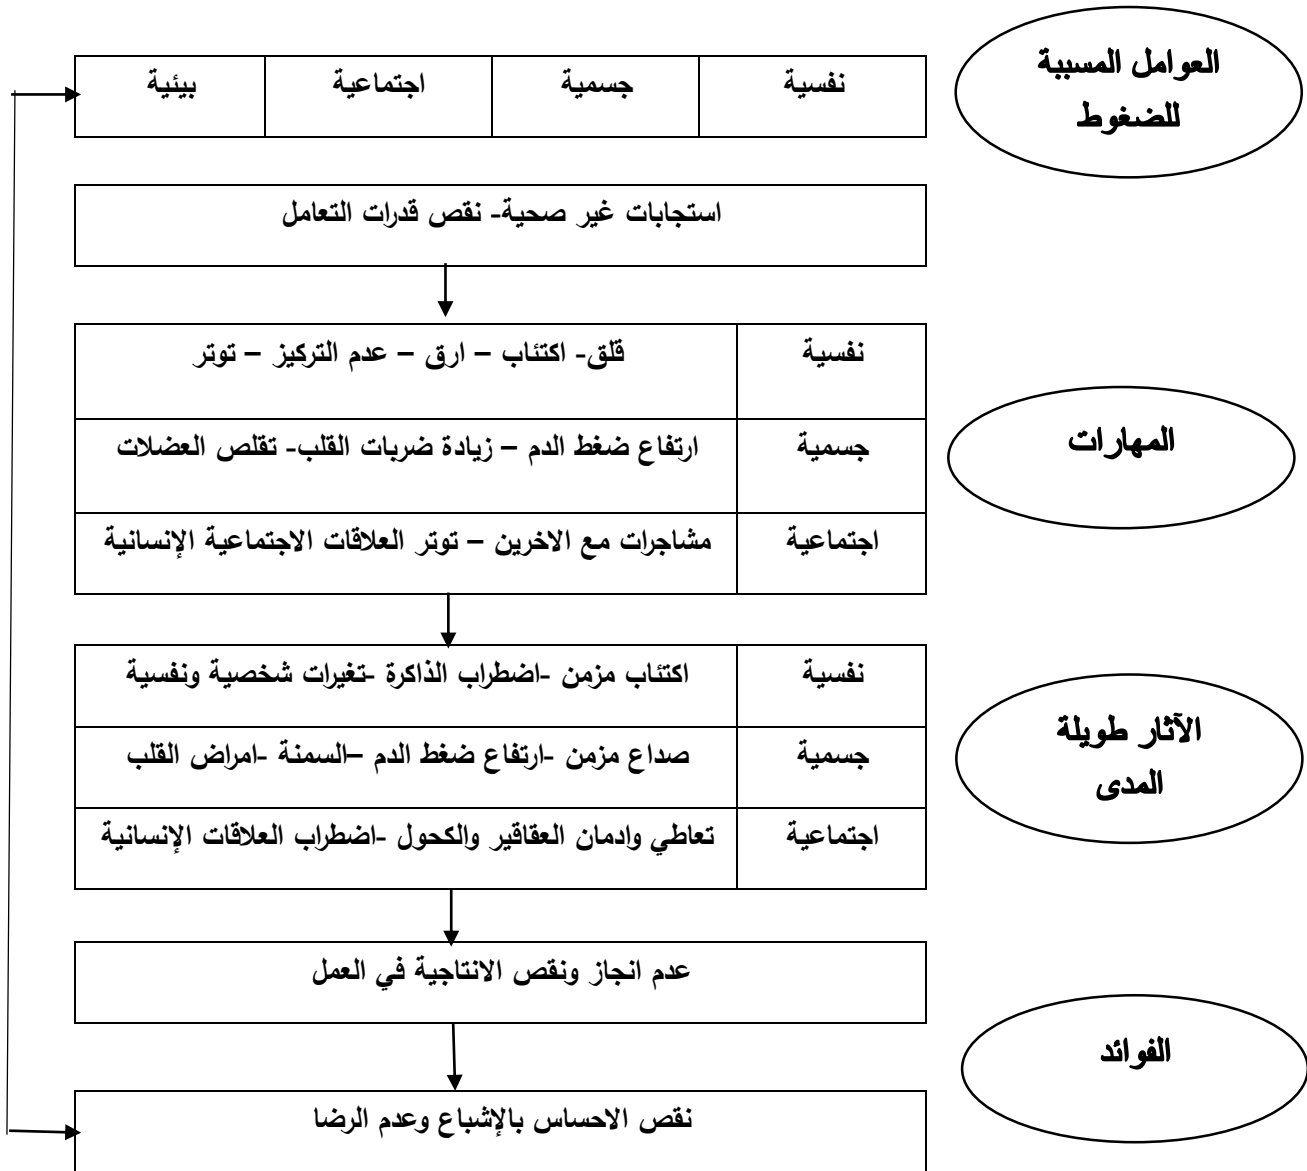 العوامل المسببة
للضغوط
نفسية جسمية اجتماعية بيئية
استجابات غير صحية- نقص قدرات التعامل
المهارات
نفسية قلق- اكتئاب – ارق – عدم التركيز – توتر
جسمية ارتفاع ضغط الدم – زيادة ضربات القلب- تقلص العضلات
اجتماعية مشاجرات مع الاخرين – توتر العلاقات الاجتماعية الإنسانية
الآثار طويلة
المدى
نفسية اكتئاب مزمن -اضطراب الذاكرة -تغيرات شخصية ونفسية
جسمية صداع مزمن -ارتفاع ضغط الدم –السمنة -امراض القلب
اجتماعية تعاطي وادمان العقاقير والكحول -اضطراب العلاقات الإنسانية
الفوائد
عدم انجاز ونقص الانتاجية في العمل
نقص الاحساس بالإشباع وعدم الرضا